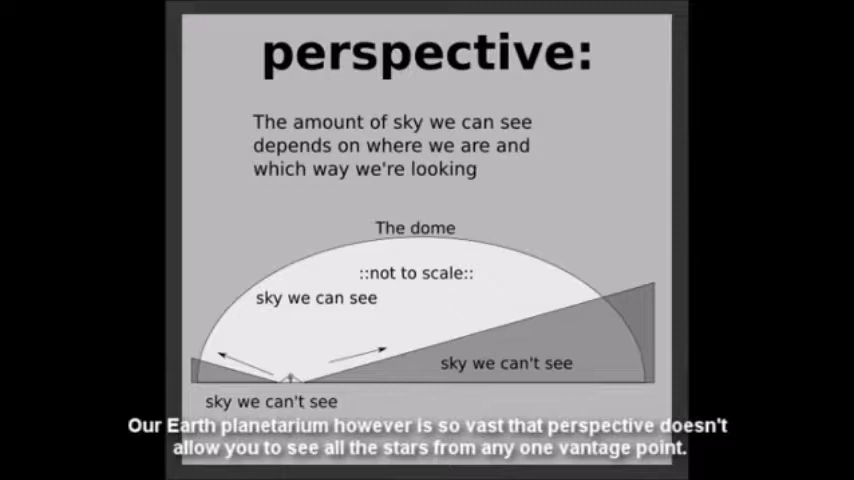 perspective:
The amount of sky we can see
depends on where we are and
which way we're looking
The dome
::not to scale::
sky we can see
sky we can't see
sky we can't see
Our Earth planetarium however is so vast that perspective doesn't
allow you to see all the stars from any one vantage point.